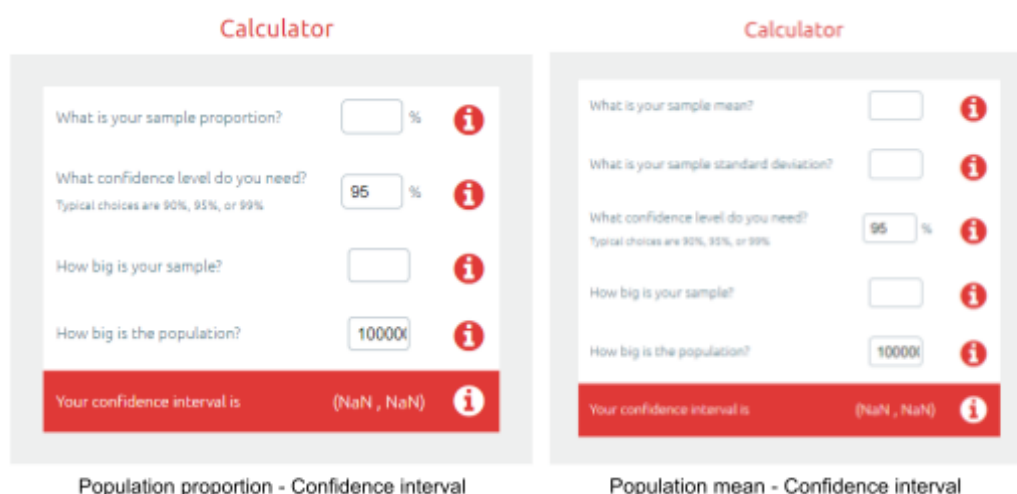 Calculator
What is your sample proportion? %
What confidence level do you need? 95 %
Typical choices are 90%, 95%, or 99%
How big is your sample?
How big is the population? 10000
Your confidence interval is (NaN , NaN)
Population proportion - Confidence interval
Calculator
What is your sample mean?
What is your sample standard deviation?
What confidence level do you need? 95 %
Typical choices are 90%, 95%, or 99%
How big is your sample?
How big is the population? 10000
Your confidence interval is (NaN , NaN)
Population mean - Confidence interval